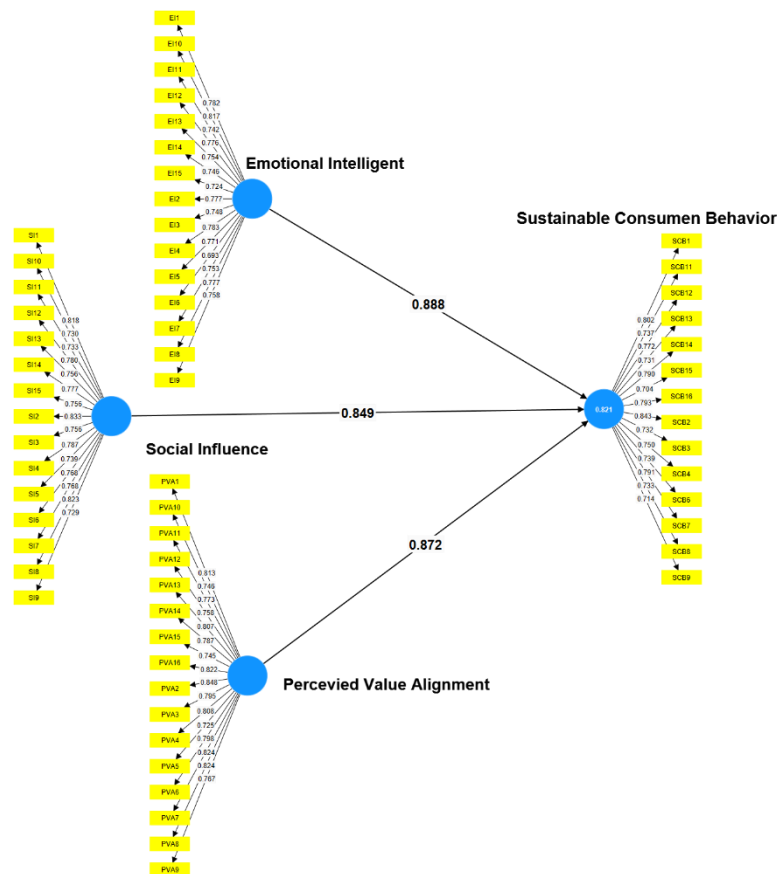 EI1
EI10
EI11
EI12
EI13
EI14
EI15
EI2
EI3
EI4
EI5
EI6
EI7
EI8
EI9
0.782
0.817
0.742
0.776
0.754
0.746
0.724
0.777
0.748
0.783
0.771
0.693
0.753
0.777
0.758
Emotional Intelligent
SI1
SI10
SI11
SI12
SI13
SI14
SI15
SI2
SI3
SI4
SI5
SI6
SI7
SI8
SI9
0.818
0.730
0.733
0.780
0.756
0.777
0.756
0.833
0.756
0.787
0.739
0.768
0.768
0.823
0.729
Social Influence
PVA1
PVA10
PVA11
PVA12
PVA13
PVA14
PVA15
PVA16
PVA2
PVA3
PVA4
PVA5
PVA6
PVA7
PVA8
PVA9
0.813
0.746
0.773
0.758
0.807
0.787
0.745
0.822
0.848
0.795
0.808
0.725
0.798
0.824
0.824
0.767
Percevied Value Alignment
0.888
0.849
0.872
Sustainable Consumen Behavior
0.821
0.802
0.737
0.772
0.731
0.790
0.794
0.793
0.843
0.732
0.750
0.739
0.791
0.733
0.714
SCB1
SCB11
SCB12
SCB13
SCB14
SCB15
SCB16
SCB2
SCB3
SCB4
SCB6
SCB7
SCB8
SCB9